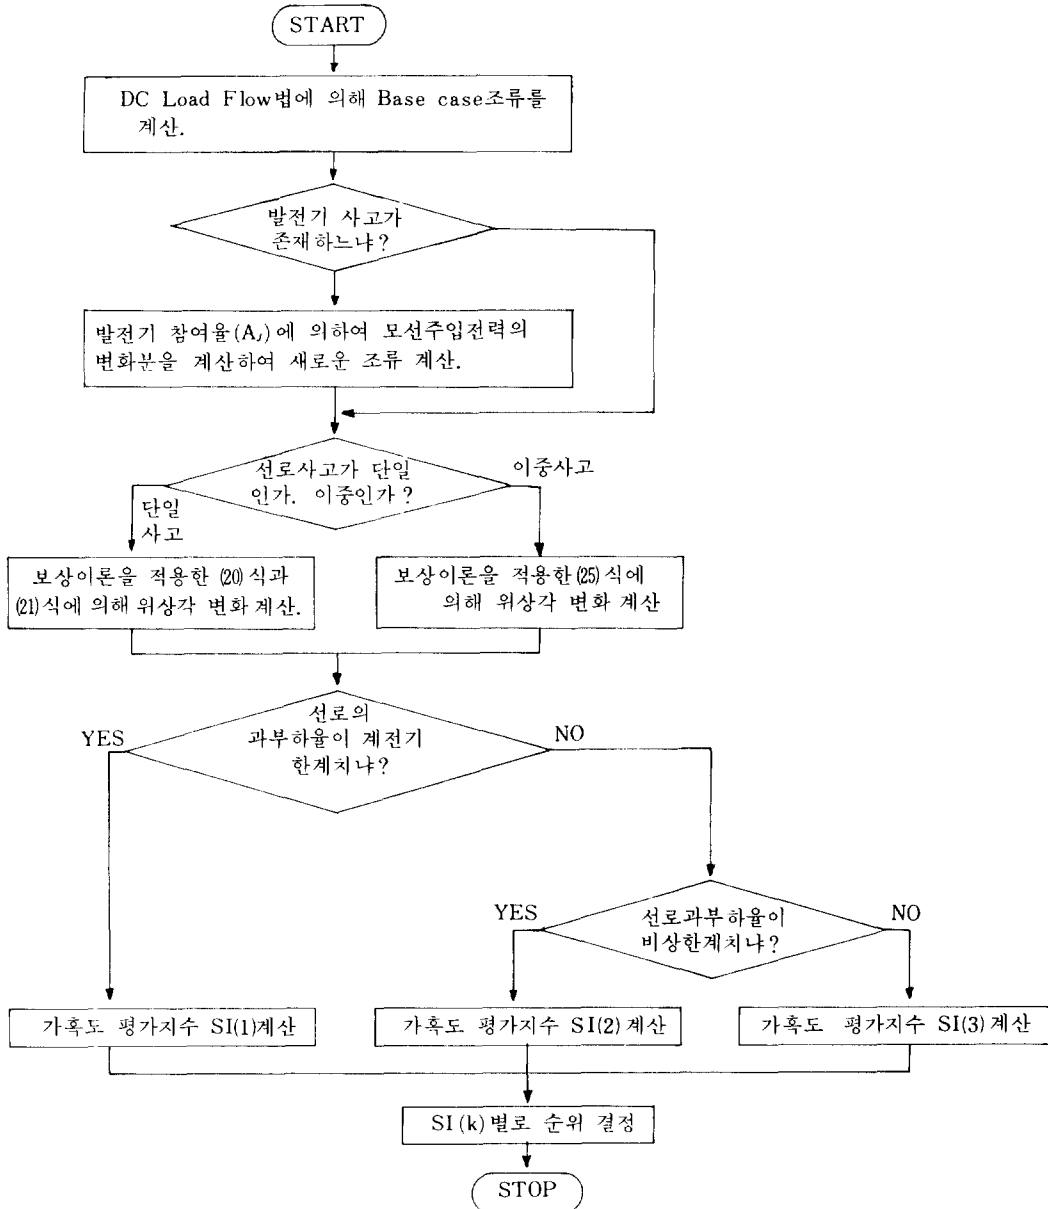 START
DC Load Flow법에 의해 Base case조류를
계산.
발전기 사고가
존재하느냐?
발전기 참여율(AJ)에 의하여 모선주입전력의
변화분을 계산하여 새로운 조류 계산.
선로사고가 단일
인가. 이중인가?
이중사고
단일
사고
보상이론을 적용한 (20)식과
(21)식에 의해 위상각 변화 계산.
보상이론을 적용한 (25)식에
의해 위상각 변화 계산
선로의
과부하율이 계전기
한계치냐?
YES
NO
선로과부하율이
비상한계치냐?
YES
NO
가혹도 평가지수 SI(1)계산
가혹도 평가지수 SI(2)계산
가혹도 평가지수 SI(3)계산
SI(k)별로 순위 결정
STOP